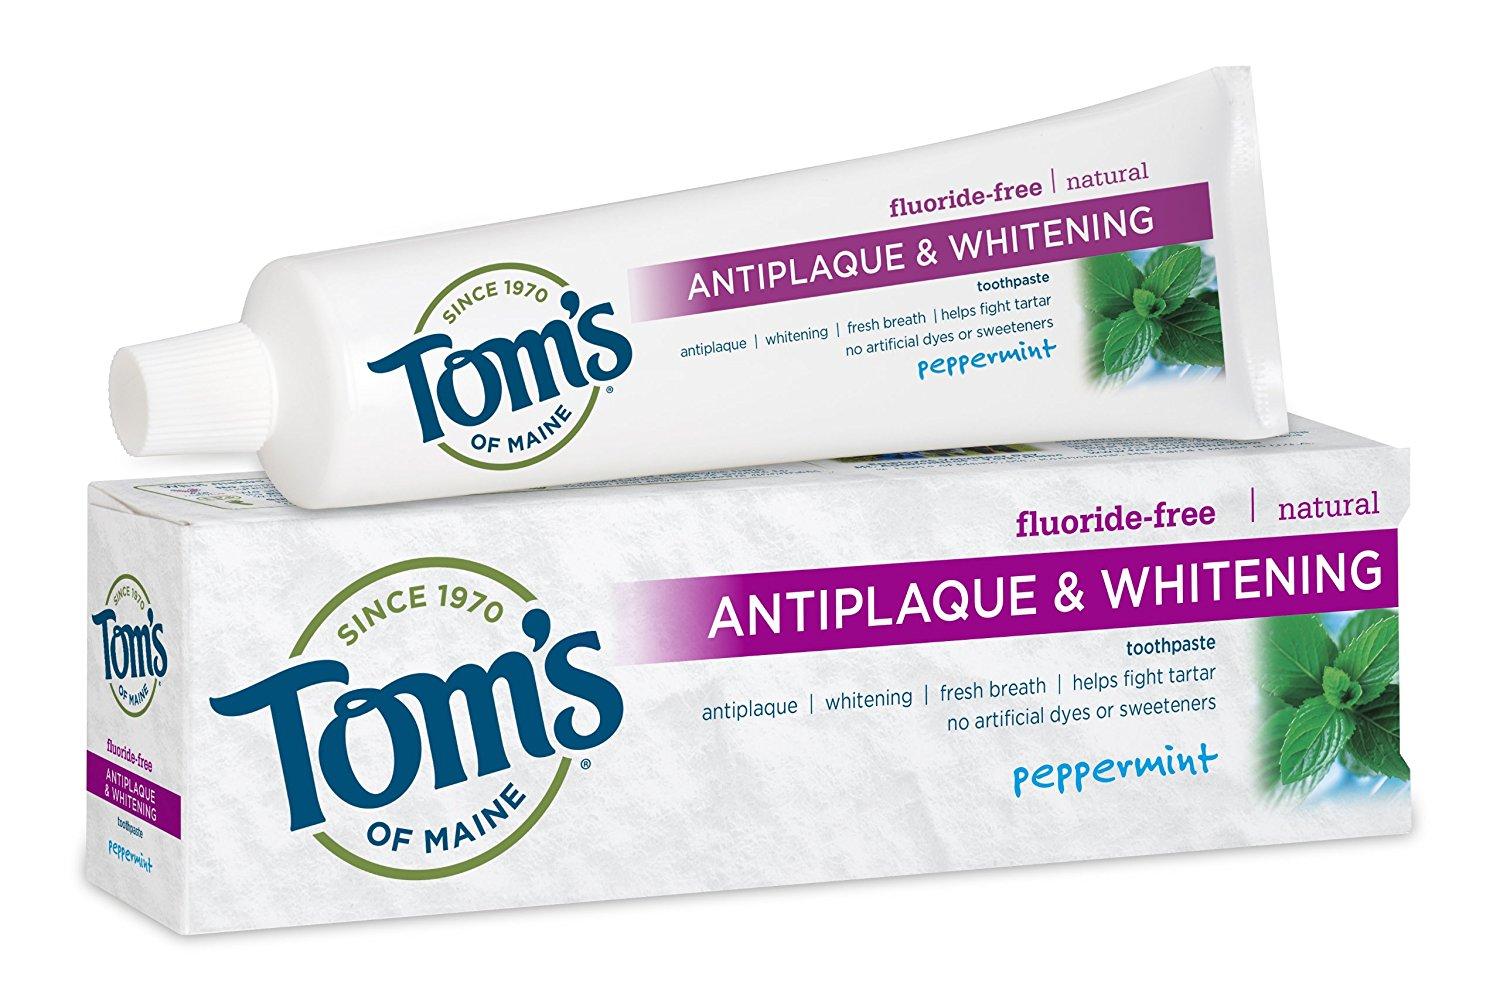 fluoride-free | natural
ANTIPLAQUE & WHITENING
toothpaste
antiplaque | whitening | fresh breath | helps fight tartar
no artificial dyes or sweeteners
peppermint
SINCE 1970
Tom's®
OF MAINE
fluoride-free | natural
ANTIPLAQUE & WHITENING
toothpaste
antiplaque | whitening | fresh breath | helps fight tartar
no artificial dyes or sweeteners
peppermint
SINCE 1970
Tom's®
OF MAINE
SINCE 1970
Tom's
OF MAINE
fluoride-free
ANTIPLAQUE
& WHITENING
toothpaste
peppermint